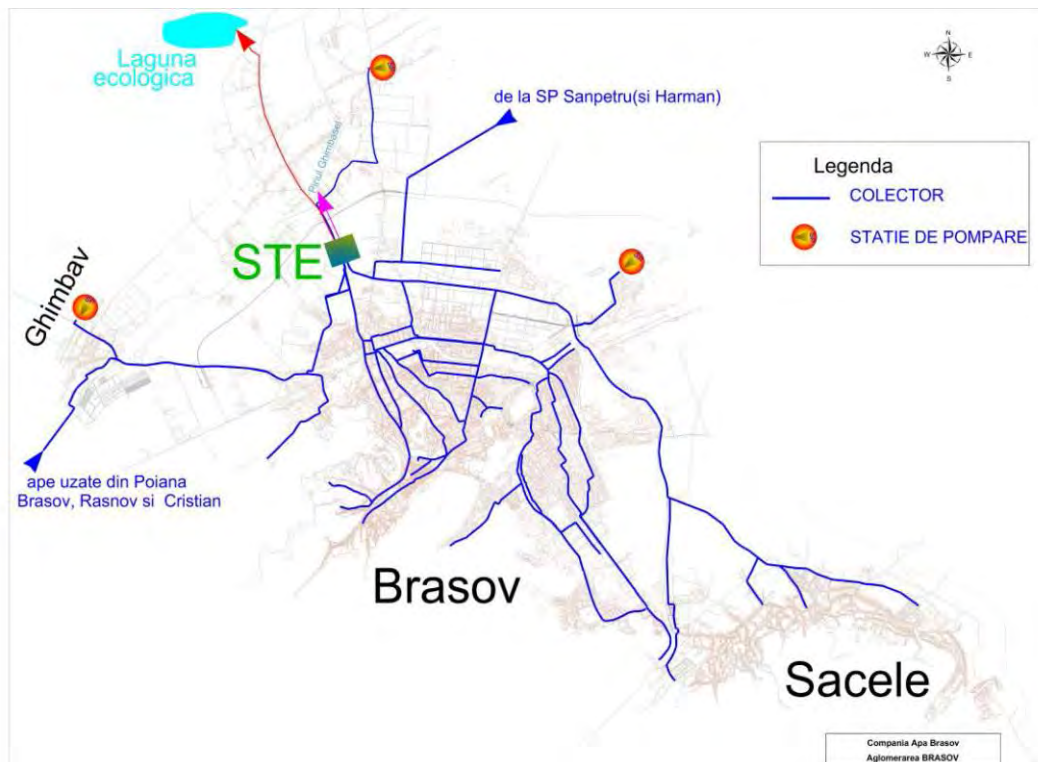 Laguna
ecologica
de la SP Sanpetru(si Harman)
N
W
E
S
Legenda
COLECTOR
STATIE DE POMPARE
Ghimbasel
STE
Ghimbav
ape uzate din Poiana
Brasov, Rasnov si Cristian
Brasov
Sacele
Compania Apa Brasov
Aglomerarea BRASOV